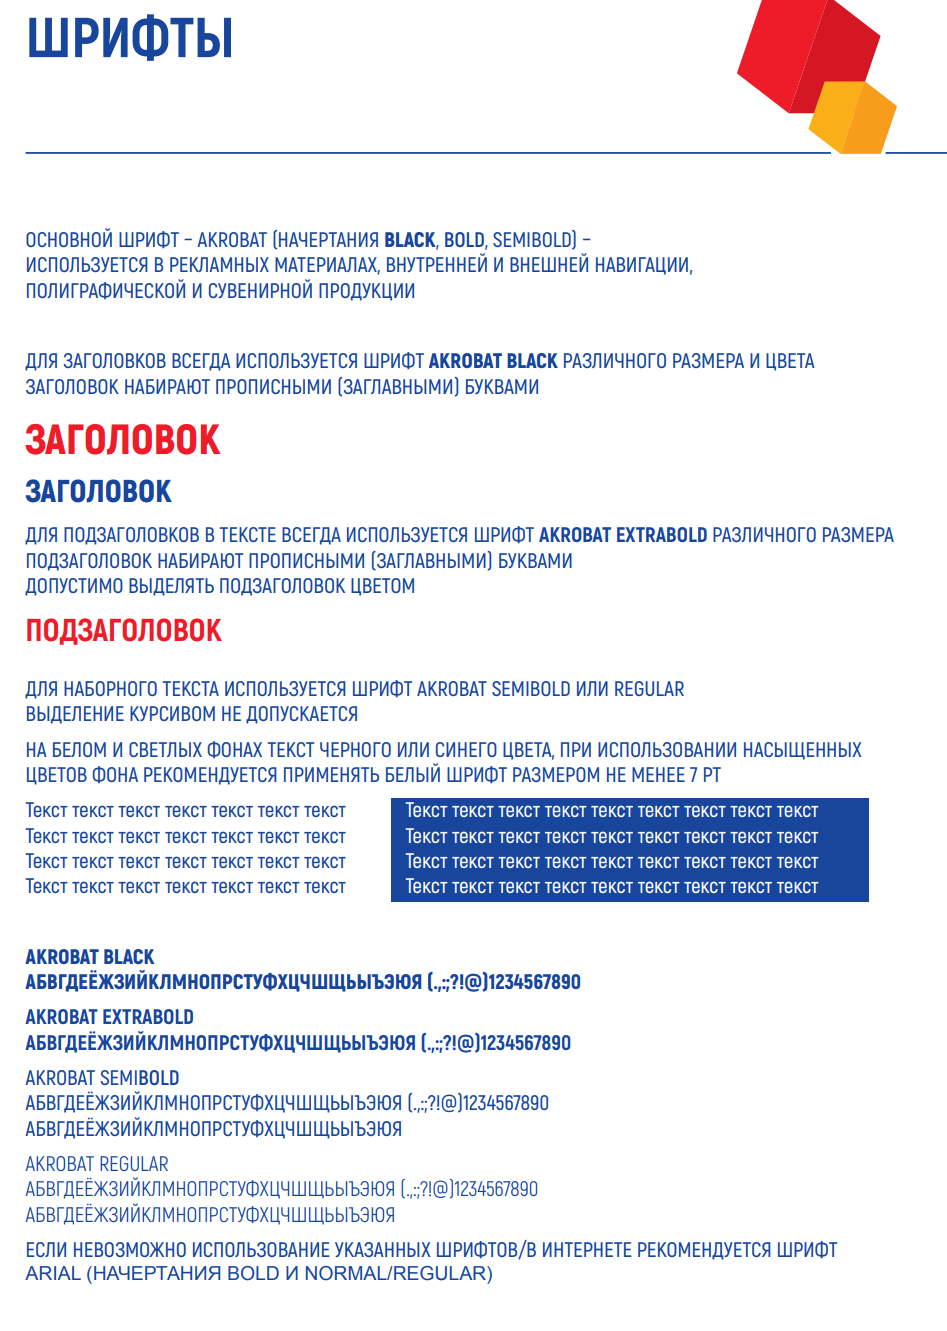 ШРИФТЫ
ОСНОВНОЙ ШРИФТ – AKROBAT (НАЧЕРТАНИЯ BLACK, BOLD, SEMIBOLD) –
ИСПОЛЬЗУЕТСЯ В РЕКЛАМНЫХ МАТЕРИАЛАХ, ВНУТРЕННЕЙ И ВНЕШНЕЙ НАВИГАЦИИ,
ПОЛИГРАФИЧЕСКОЙ И СУВЕНИРНОЙ ПРОДУКЦИИ
ДЛЯ ЗАГОЛОВКОВ ВСЕГДА ИСПОЛЬЗУЕТСЯ ШРИФТ AKROBAT BLACK РАЗЛИЧНОГО РАЗМЕРА И ЦВЕТА
ЗАГОЛОВОК НАБИРАЮТ ПРОПИСНЫМИ (ЗАГЛАВНЫМИ) БУКВАМИ
ЗАГОЛОВОК
ЗАГОЛОВОК
ДЛЯ ПОДЗАГОЛОВКОВ В ТЕКСТЕ ВСЕГДА ИСПОЛЬЗУЕТСЯ ШРИФТ AKROBAT EXTRABOLD РАЗЛИЧНОГО РАЗМЕРА
ПОДЗАГОЛОВОК НАБИРАЮТ ПРОПИСНЫМИ (ЗАГЛАВНЫМИ) БУКВАМИ
ДОПУСТИМО ВЫДЕЛЯТЬ ПОДЗАГОЛОВОК ЦВЕТОМ
ПОДЗАГОЛОВОК
ДЛЯ НАБОРНОГО ТЕКСТА ИСПОЛЬЗУЕТСЯ ШРИФТ AKROBAT SEMIBOLD ИЛИ REGULAR
ВЫДЕЛЕНИЕ КУРСИВОМ НЕ ДОПУСКАЕТСЯ
НА БЕЛОМ И СВЕТЛЫХ ФОНАХ ТЕКСТ ЧЕРНОГО ИЛИ СИНЕГО ЦВЕТА, ПРИ ИСПОЛЬЗОВАНИИ НАСЫЩЕННЫХ
ЦВЕТОВ ФОНА РЕКОМЕНДУЕТСЯ ПРИМЕНЯТЬ БЕЛЫЙ ШРИФТ РАЗМЕРОМ НЕ МЕНЕЕ 7 PT
Текст текст текст текст текст текст текст
Текст текст текст текст текст текст текст
Текст текст текст текст текст текст текст
Текст текст текст текст текст текст текст
Текст текст текст текст текст текст текст текст текст
Текст текст текст текст текст текст текст текст текст
Текст текст текст текст текст текст текст текст текст
Текст текст текст текст текст текст текст текст текст
AKROBAT BLACK
АБВГДЕЁЖЗИЙКЛМНОПРСТУФХЦЧШЩЬЫЪЭЮЯ (.,:;?!@)1234567890
AKROBAT EXTRABOLD
АБВГДЕЁЖЗИЙКЛМНОПРСТУФХЦЧШЩЬЫЪЭЮЯ (.,:;?!@)1234567890
AKROBAT SEMIBOLD
АБВГДЕЁЖЗИЙКЛМНОПРСТУФХЦЧШЩЬЫЪЭЮЯ (.,:;?!@)1234567890
АБВГДЕЁЖЗИЙКЛМНОПРСТУФХЦЧШЩЬЫЪЭЮЯ
AKROBAT REGULAR
АБВГДЕЁЖЗИЙКЛМНОПРСТУФХЦЧШЩЬЫЪЭЮЯ (.,:;?!@)1234567890
АБВГДЕЁЖЗИЙКЛМНОПРСТУФХЦЧШЩЬЫЪЭЮЯ
ЕСЛИ НЕВОЗМОЖНО ИСПОЛЬЗОВАНИЕ УКАЗАННЫХ ШРИФТОВ/В ИНТЕРНЕТЕ РЕКОМЕНДУЕТСЯ ШРИФТ
ARIAL (НАЧЕРТАНИЯ BOLD И NORMAL/REGULAR)